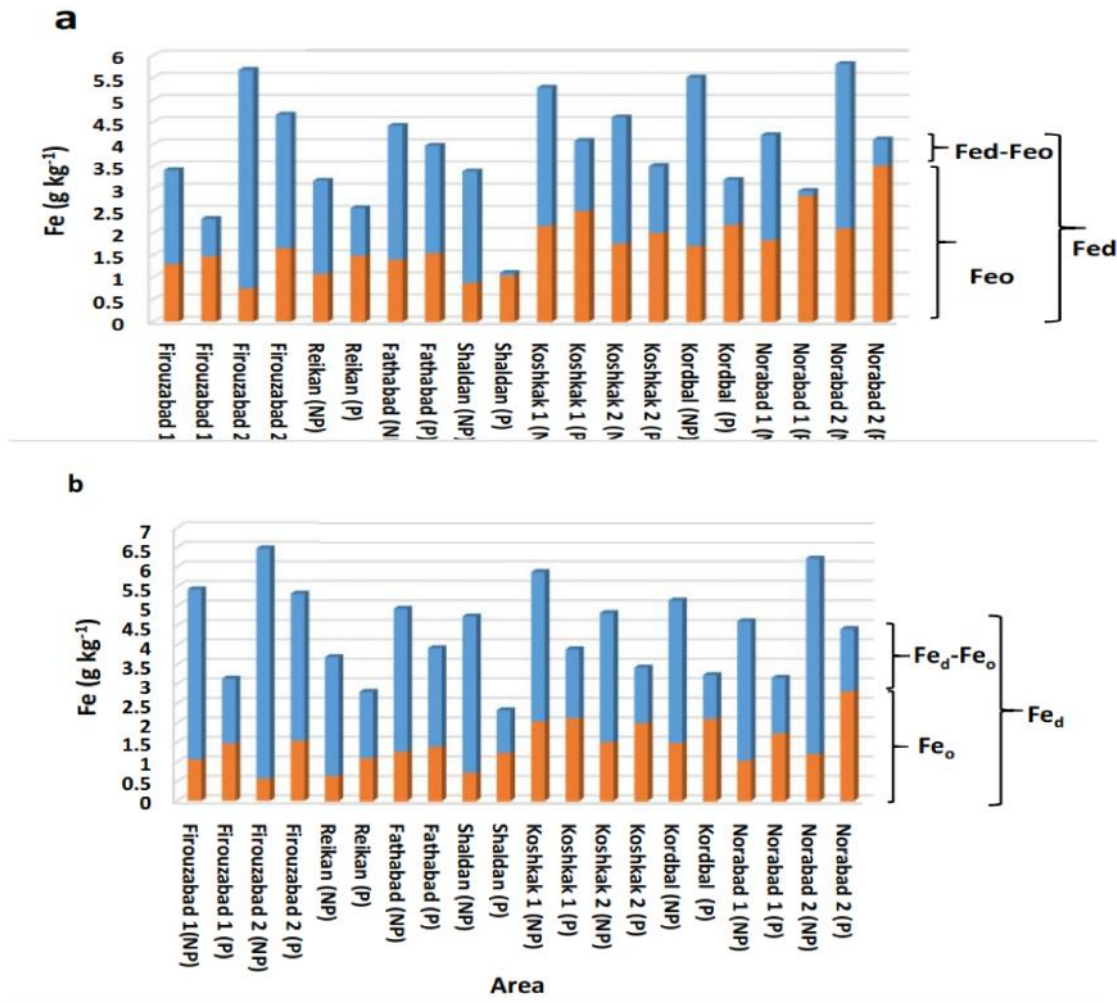 a
6
5.5
5
4.5
4
3.5
3
2.5
2
1.5
1
0.5
0
Fe (g kg-1)
Fed-Feo
Feo
Fed
Firouzabad 1
Firouzabad 1
Firouzabad 2
Firouzabad 2
Reikan (NP)
Reikan (P)
Fathabad (N
Fathabad (P)
Shaldan (NP)
Shaldan (P)
Koshkak 1 (N
Koshkak 1 (P
Koshkak 2 (N
Koshkak 2 (P
Kordbal (NP)
Kordbal (P)
Norabad 1 (N
Norabad 1 (P
Norabad 2 (N
Norabad 2 (P
b
7
6.5
6
5.5
5
4.5
4
3.5
3
2.5
2
1.5
1
0.5
0
Fe (g kg-1)
Fed-Feo
Feo
Fed
Firouzabad 1(NP)
Firouzabad 1 (P)
Firouzabad 2 (NP)
Firouzabad 2 (P)
Reikan (NP)
Reikan (P)
Fathabad (NP)
Fathabad (P)
Shaldan (NP)
Shaldan (P)
Koshkak 1 (NP)
Koshkak 1 (P)
Koshkak 2 (NP)
Koshkak 2 (P)
Kordbal (NP)
Kordbal (P)
Norabad 1 (NP)
Norabad 1 (P)
Norabad 2 (NP)
Norabad 2 (P)
Area